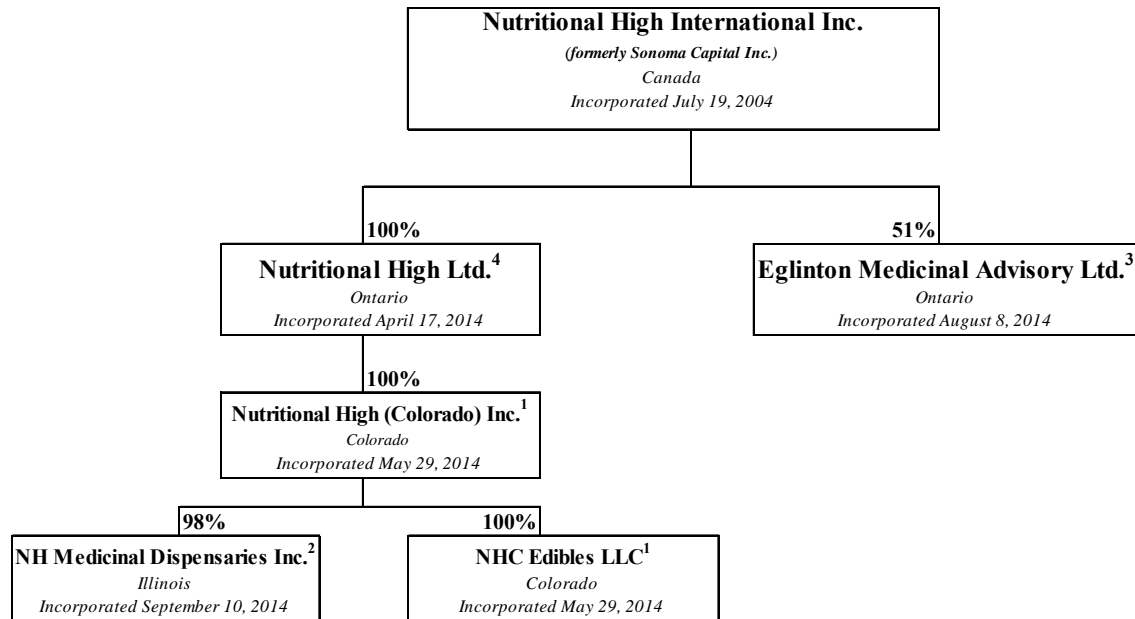 Nutritional High International Inc.
(formerly Sonoma Capital Inc.)
Canada
Incorporated July 19, 2004
100%
51%
Nutritional High Ltd.4
Ontario
Incorporated April 17, 2014
Eglinton Medicinal Advisory Ltd.3
Ontario
Incorporated August 8, 2014
100%
Nutritional High (Colorado) Inc.1
Colorado
Incorporated May 29, 2014
98%
100%
NH Medicinal Dispensaries Inc.2
Illinois
Incorporated September 10, 2014
NHC Edibles LLC1
Colorado
Incorporated May 29, 2014